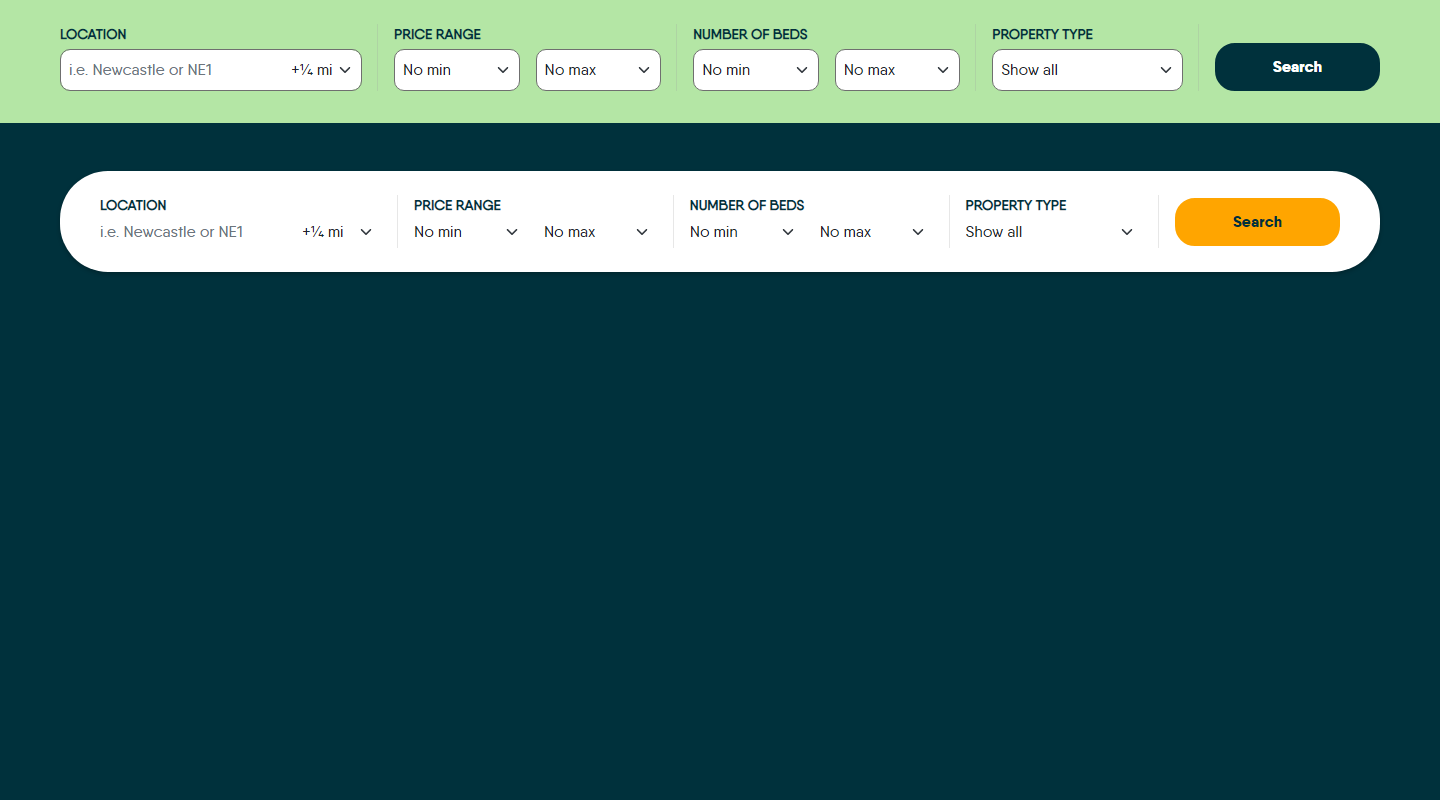 LOCATION PRICE RANGE NUMBER OF BEDS PROPERTY TYPE
i.e. Newcastle or NE1 +¼ mi No min No max No min No max Show all Search
LOCATION PRICE RANGE NUMBER OF BEDS PROPERTY TYPE
i.e. Newcastle or NE1 +¼ mi No min No max No min No max Show all Search